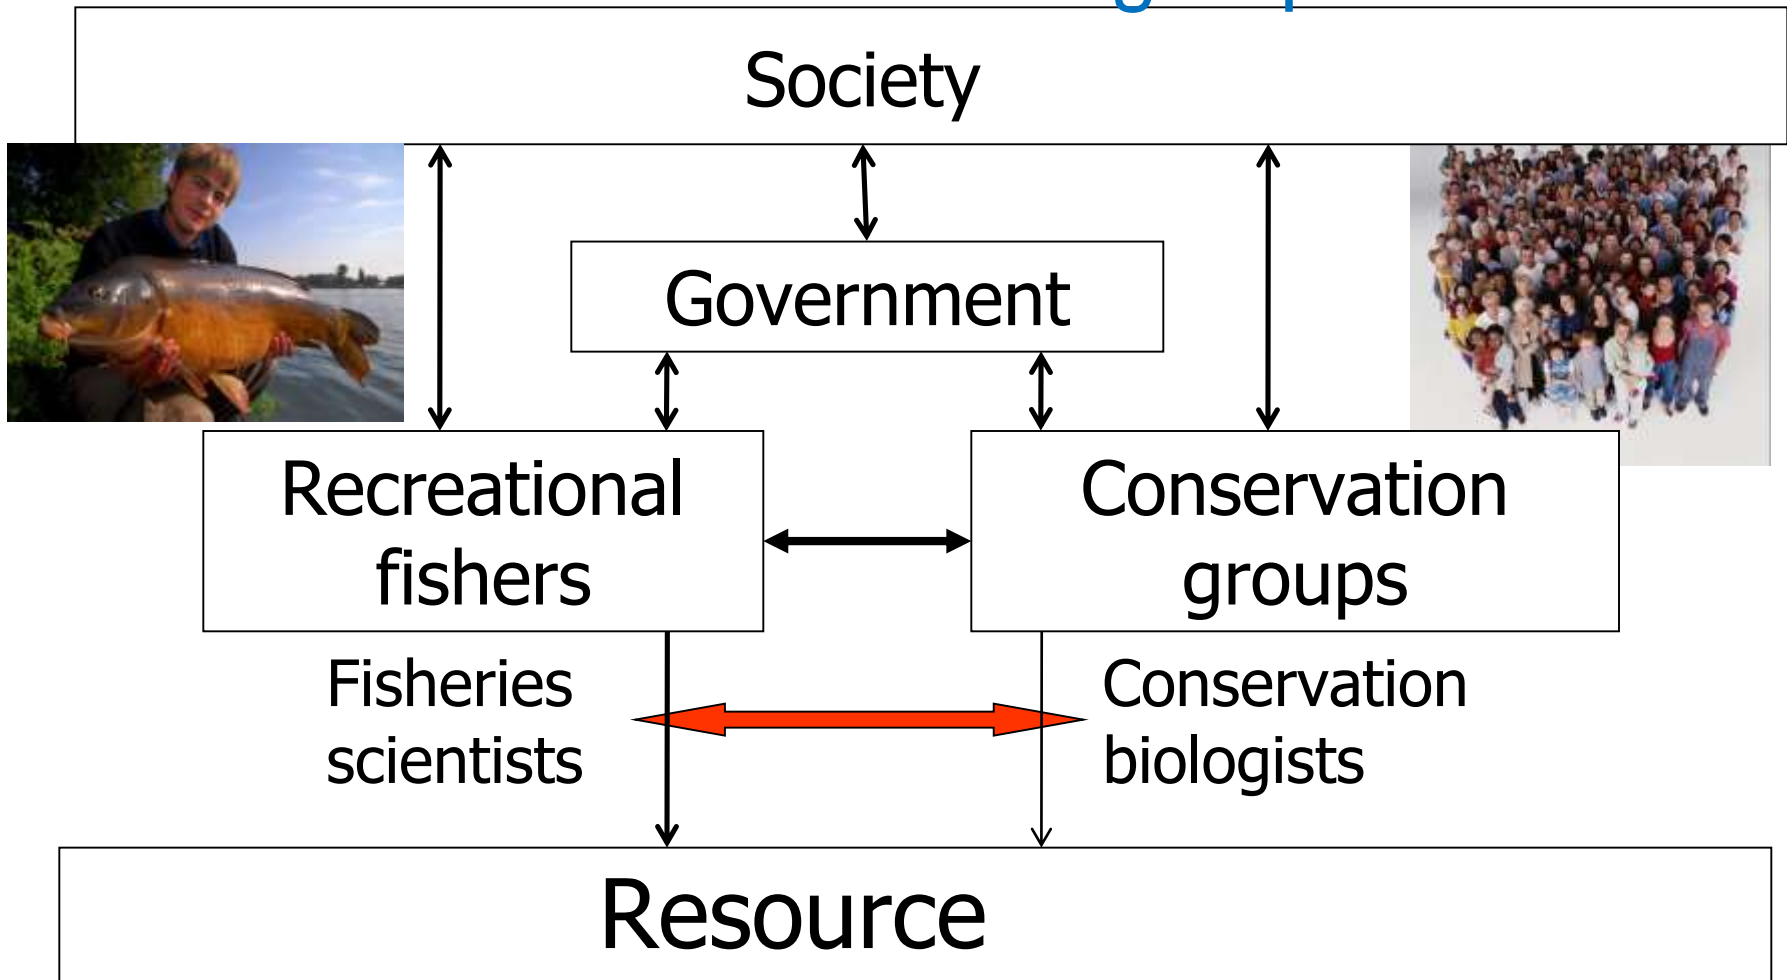 Society
Government
Recreational
fishers
Conservation
groups
Fisheries
scientists
Conservation
biologists
Resource